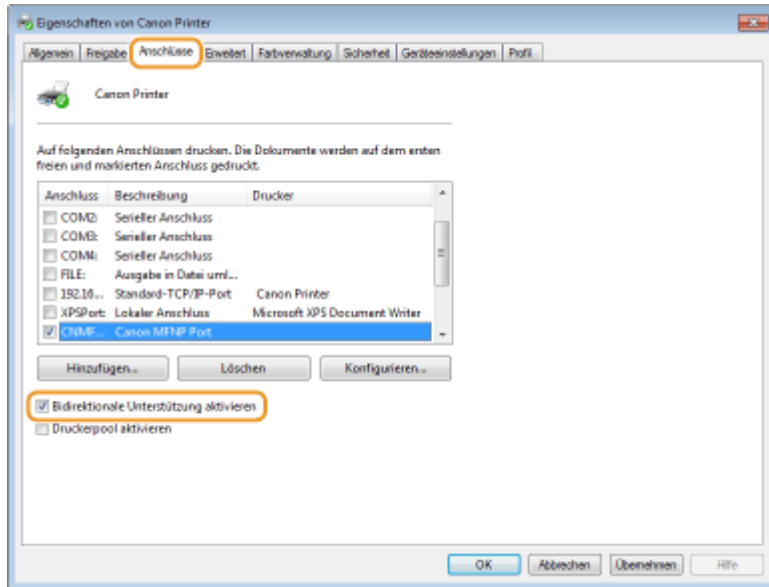 Eigenschaften von Canon Printer
Allgemein Freigabe Anschlüsse Erweitert Farbverwaltung Sicherheit Geräteeinstellungen Profil
Canon Printer
Auf folgenden Anschlüssen drucken. Die Dokumente werden auf dem ersten
freien und markierten Anschluss gedruckt.
Anschluss Beschreibung Drucker
COM2: Serieller Anschluss
COM3: Serieller Anschluss
COM4: Serieller Anschluss
FILE: Ausgabe in Datei uml...
192.16... Standard-TCP/IP-Port Canon Printer
XPSPort: Lokaler Anschluss Microsoft XPS Document Writer
CNMF... Canon MFNP Port
Hinzufügen... Löschen Konfigurieren...
Bidirektionale Unterstützung aktivieren
Druckerpool aktivieren
OK Abbrechen Übernehmen Hilfe